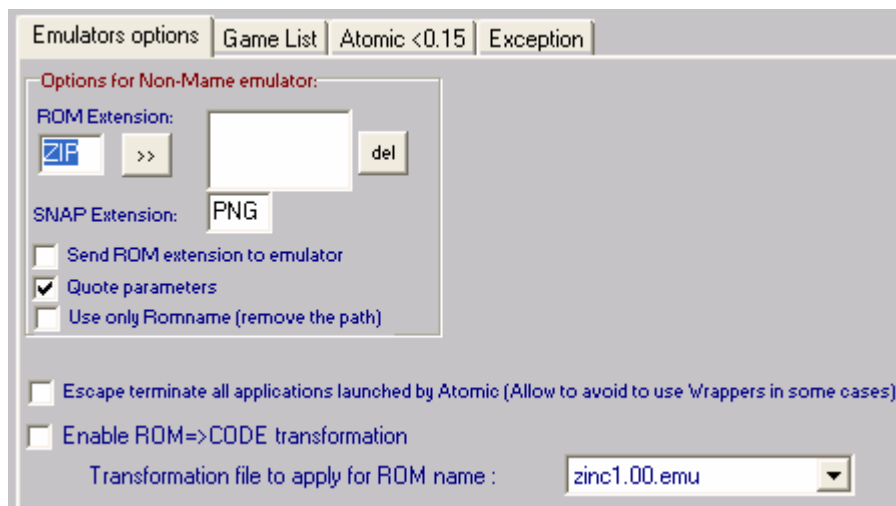 Emulators options Game List Atomic <0.15 Exception
Options for Non-Mame emulator:
ROM Extension:
ZIP >> del
SNAP Extension: PNG
Send ROM extension to emulator
Quote parameters
Use only Romname (remove the path)
Escape terminate all applications launched by Atomic (Allow to avoid to use Wrappers in some cases)
Enable ROM=>CODE transformation
Transformation file to apply for ROM name : zinc1.00.emu